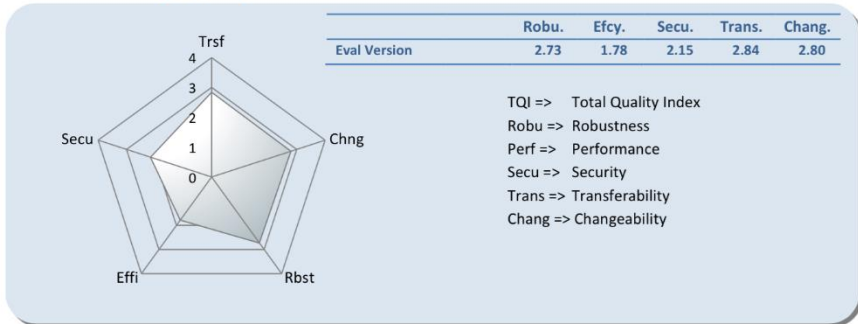 Robu. Efcy. Secu. Trans. Chang.
Eval Version 2.73 1.78 2.15 2.84 2.80
Trsf
4
3
2
1
0
Secu
Chng
Effi
Rbst
TQI => Total Quality Index
Robu => Robustness
Perf => Performance
Secu => Security
Trans => Transferability
Chang => Changeability